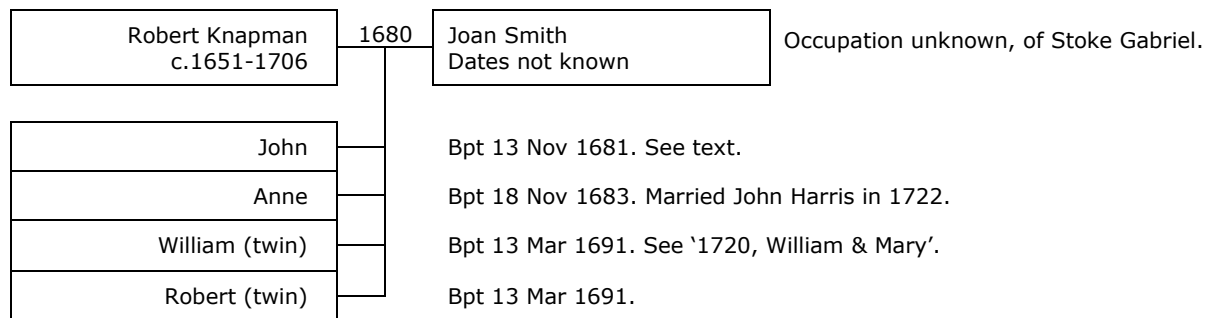 Robert Knapman
c.1651-1706
1680
Joan Smith
Dates not known
Occupation unknown, of Stoke Gabriel.
John
Bpt 13 Nov 1681. See text.
Anne
Bpt 18 Nov 1683. Married John Harris in 1722.
William (twin)
Bpt 13 Mar 1691. See ‘1720, William & Mary’.
Robert (twin)
Bpt 13 Mar 1691.